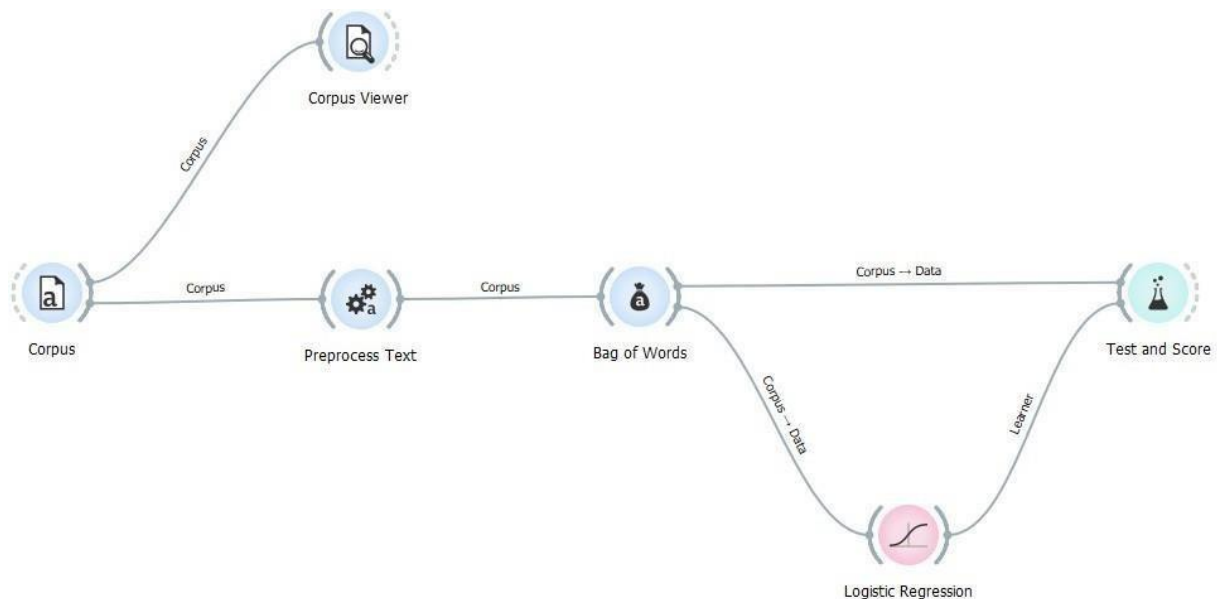 Corpus Viewer
Corpus
Corpus
Corpus
Corpus → Data
Corpus
Preprocess Text
Bag of Words
Test and Score
Corpus → Data
Learner
Logistic Regression